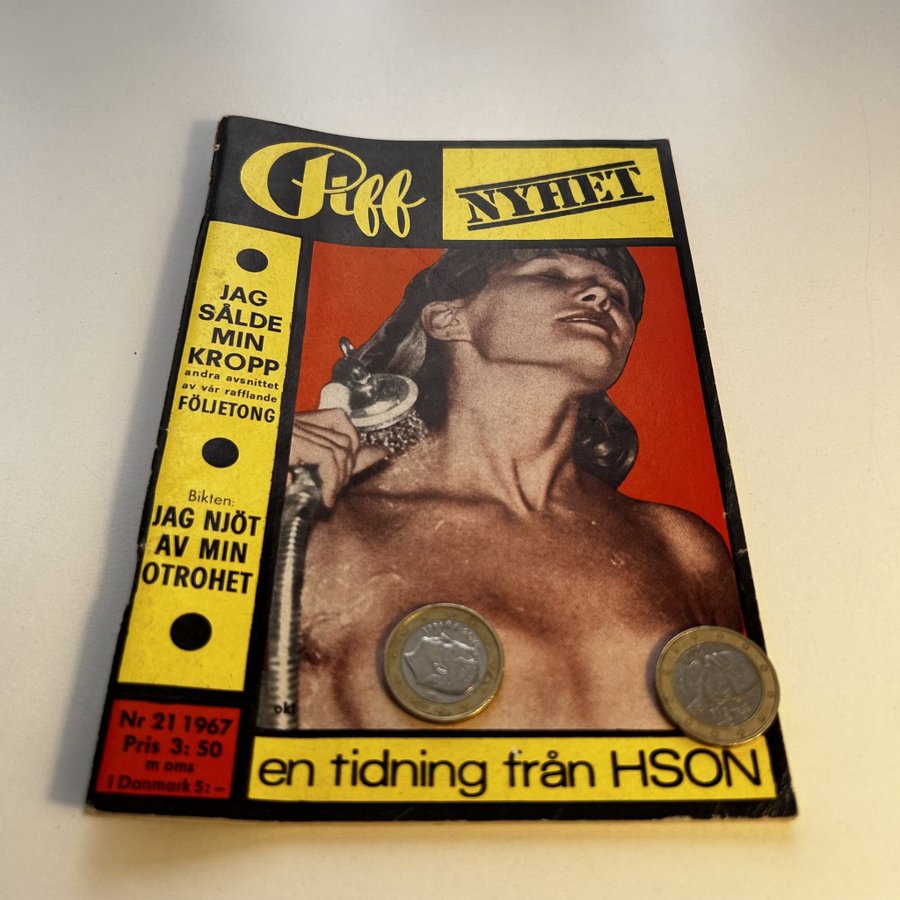 Piff
NYHET
JAG
SÅLDE
MIN
KROPP
andra avsnittet
av vår rafflande
FÖLJETONG
Bikten:
JAG NJÖT
AV MIN
OTROHET
Nr 21 1967
Pris 3:50
m oms
I Danmark 5:-
en tidning från HSON